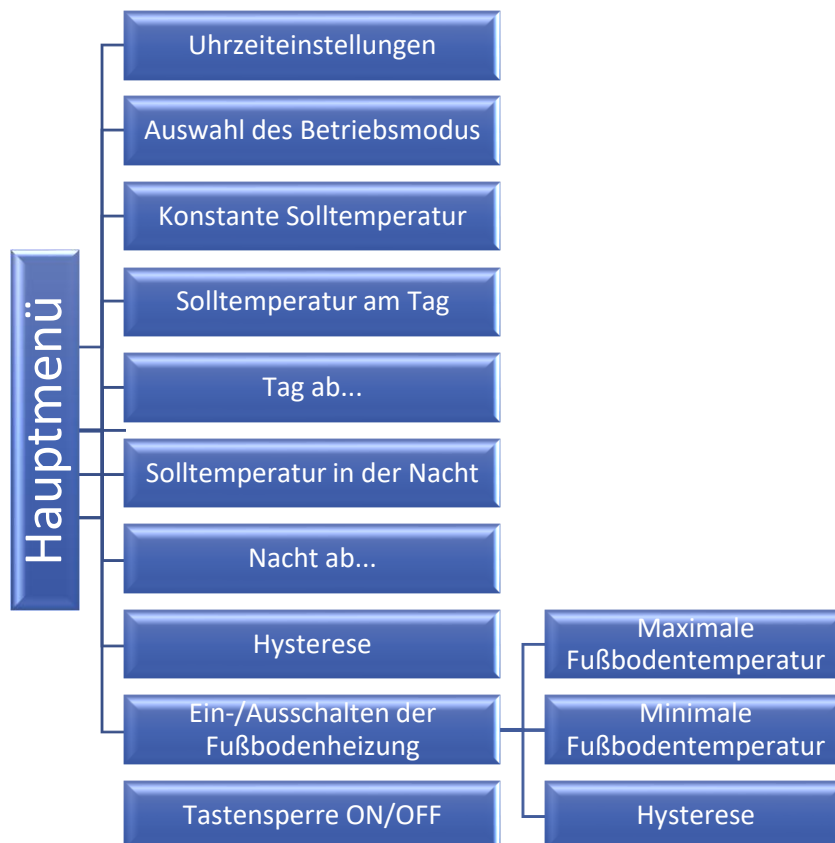 Hauptmenü
Uhrzeiteinstellungen
Auswahl des Betriebsmodus
Konstante Solltemperatur
Solltemperatur am Tag
Tag ab...
Solltemperatur in der Nacht
Nacht ab...
Hysterese
Ein-/Ausschalten der
Fußbodenheizung
Maximale
Fußbodentemperatur
Minimale
Fußbodentemperatur
Hysterese
Tastensperre ON/OFF